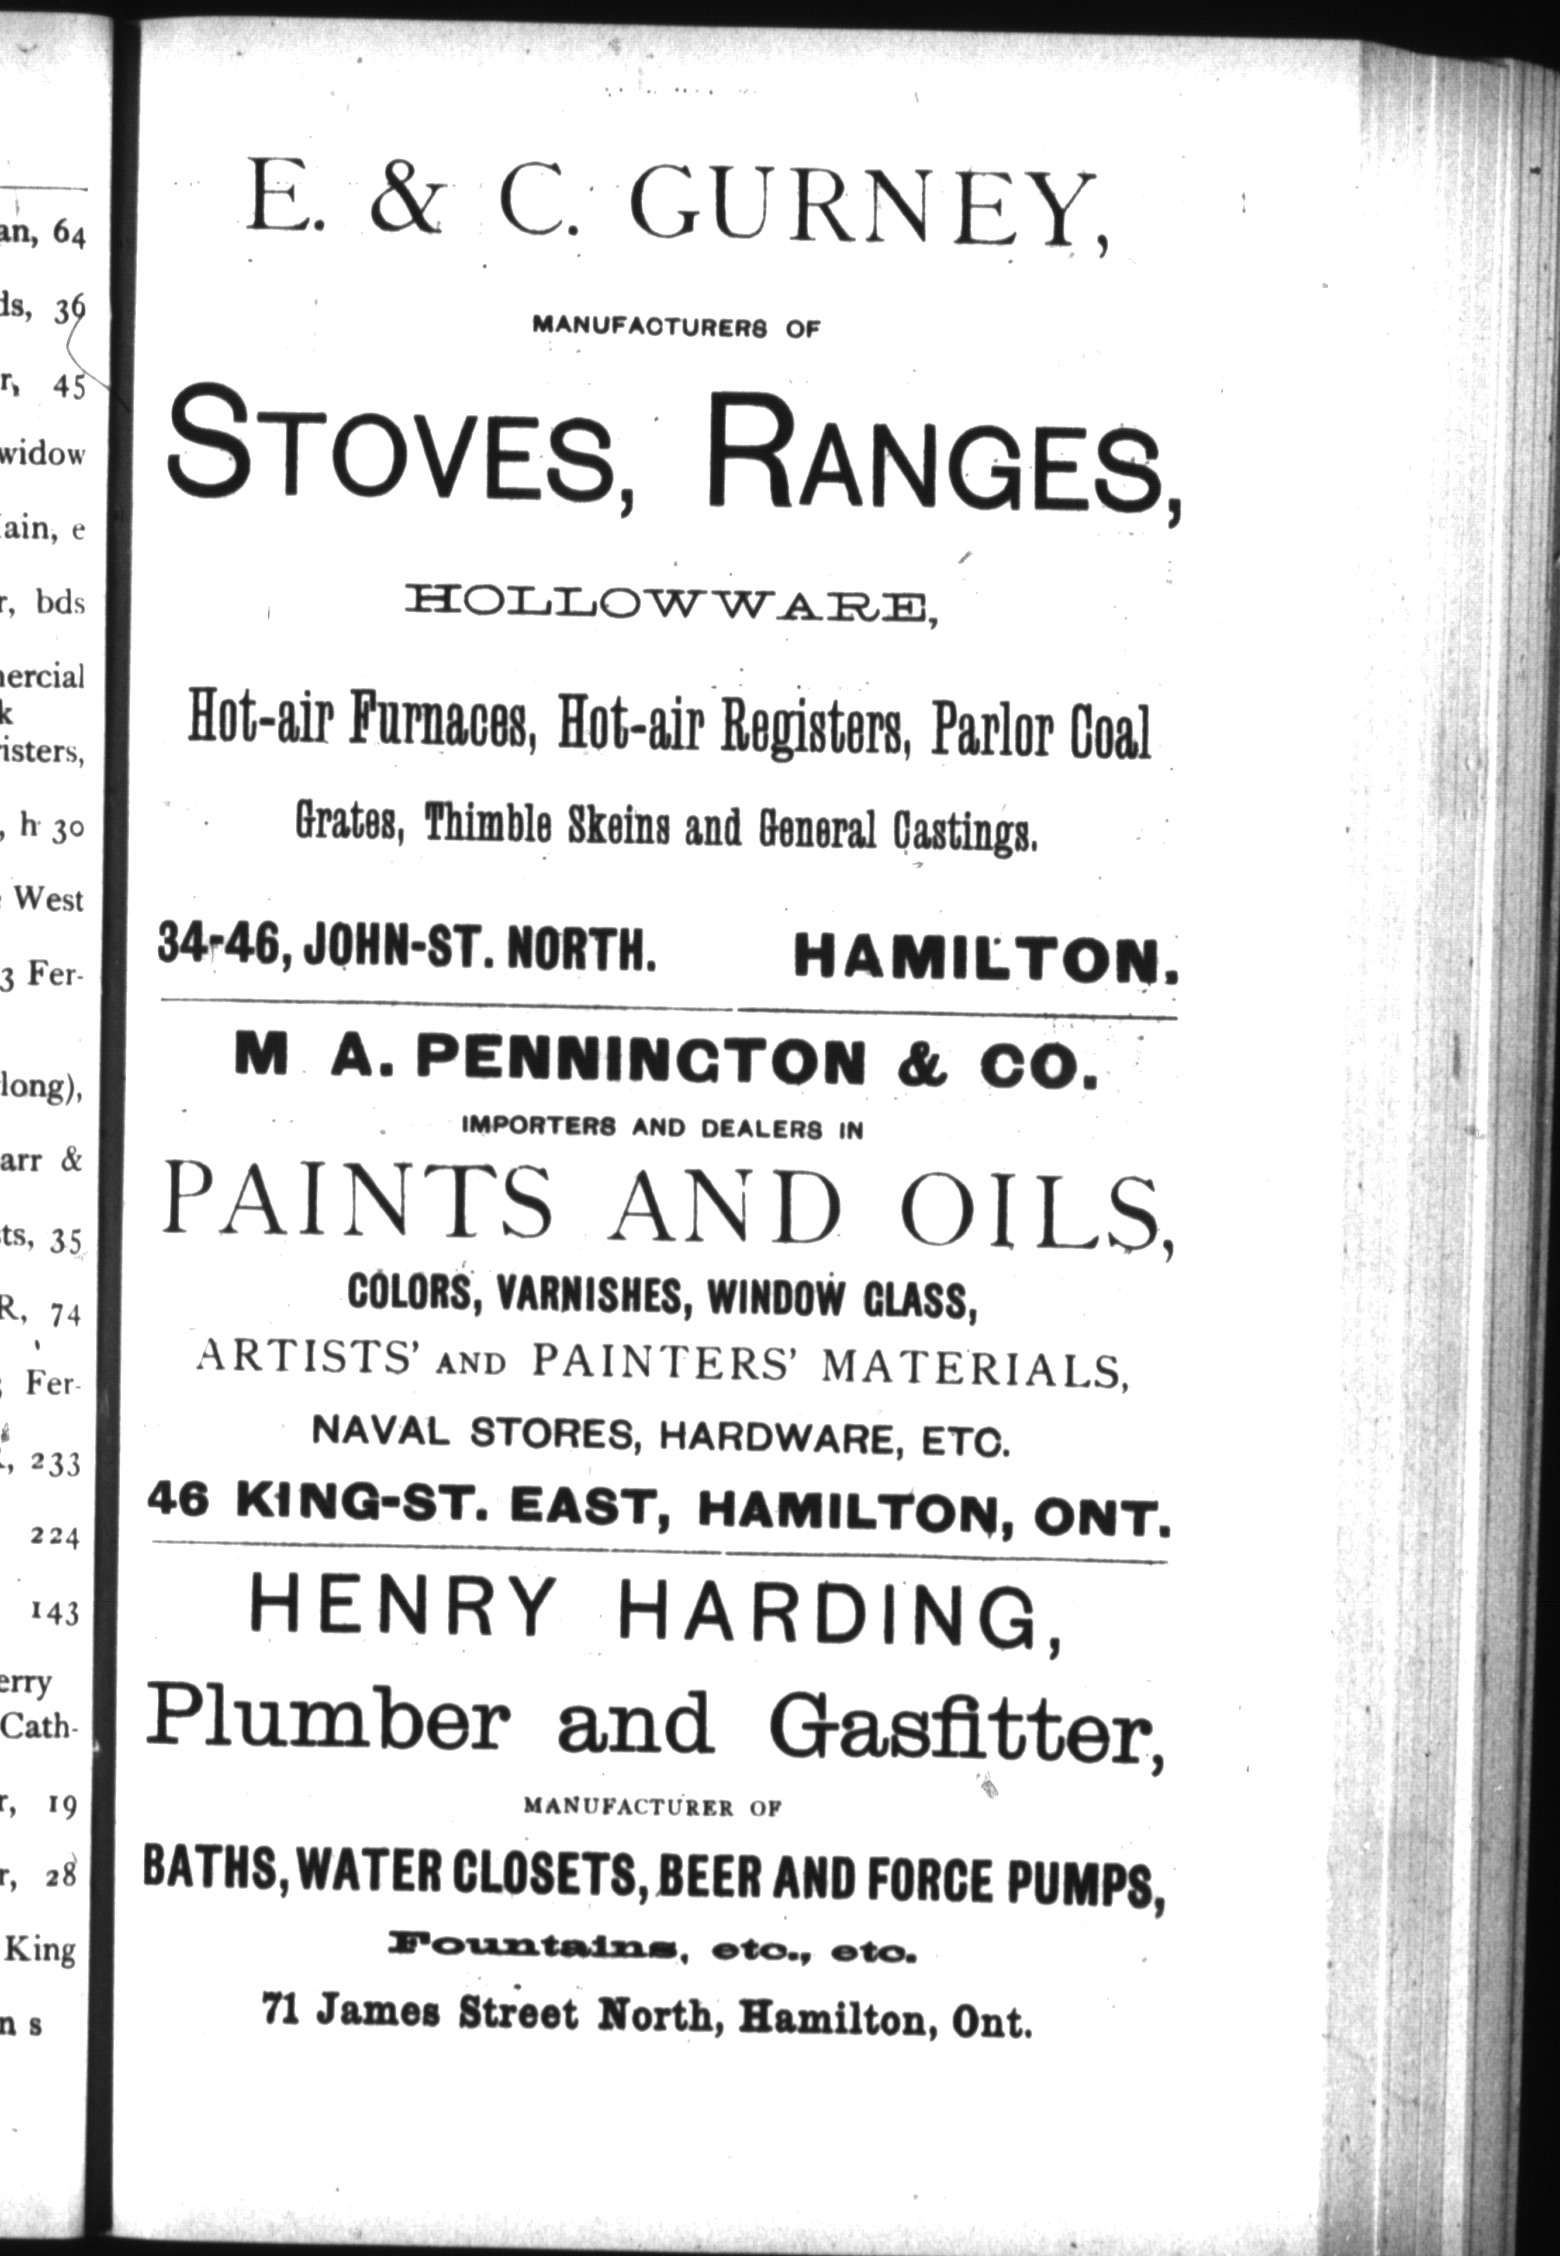 an, 64
ds, 36
r, 45
widow
ain, e
r, bds
mercial
k
isters,
, h 30
West
3 Fer-
long),
arr &
ts, 35
R, 74
; Fer-
, 233
224
143
erry
Cath-
r, 19
r, 28
King
n s
E. & C. GURNEY,
MANUFACTURERS OF
STOVES, RANGES,
HOLLOWWARE,
Hot-air Furnaces, Hot-air Registers, Parlor Coal
Grates, Thimble Skeins and General Castings.
34-46, JOHN-ST. NORTH. HAMILTON.
M A. PENNINGTON & CO.
IMPORTERS AND DEALERS IN
PAINTS AND OILS,
COLORS, VARNISHES, WINDOW GLASS,
ARTISTS' AND PAINTERS' MATERIALS,
NAVAL STORES, HARDWARE, ETC.
46 KING-ST. EAST, HAMILTON, ONT.
HENRY HARDING,
Plumber and Gasfitter,
MANUFACTURER OF
BATHS, WATER CLOSETS, BEER AND FORCE PUMPS,
Fountains, etc., etc.
71 James Street North, Hamilton, Ont.